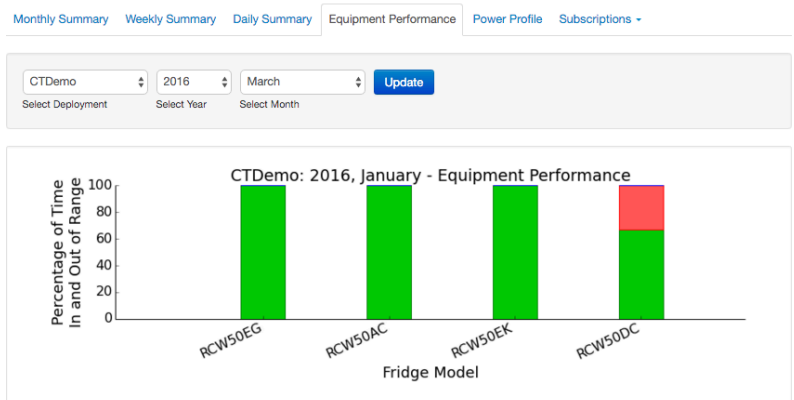 Monthly Summary Weekly Summary Daily Summary Equipment Performance Power Profile Subscriptions
CTDemo 2016 March Update
Select Deployment Select Year Select Month
CTDemo: 2016, January - Equipment Performance
Percentage of Time
In and Out of Range
100
80
60
40
20
0
RCW50EG RCW50AC RCW50EK RCW50DC
Fridge Model